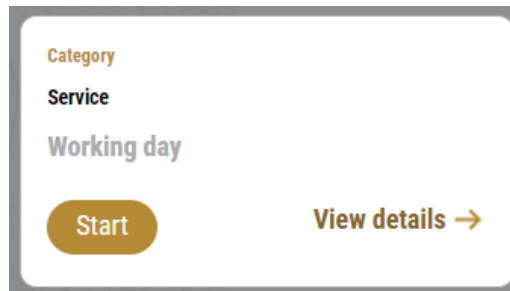 Category
Service
Working day
Start
View details →